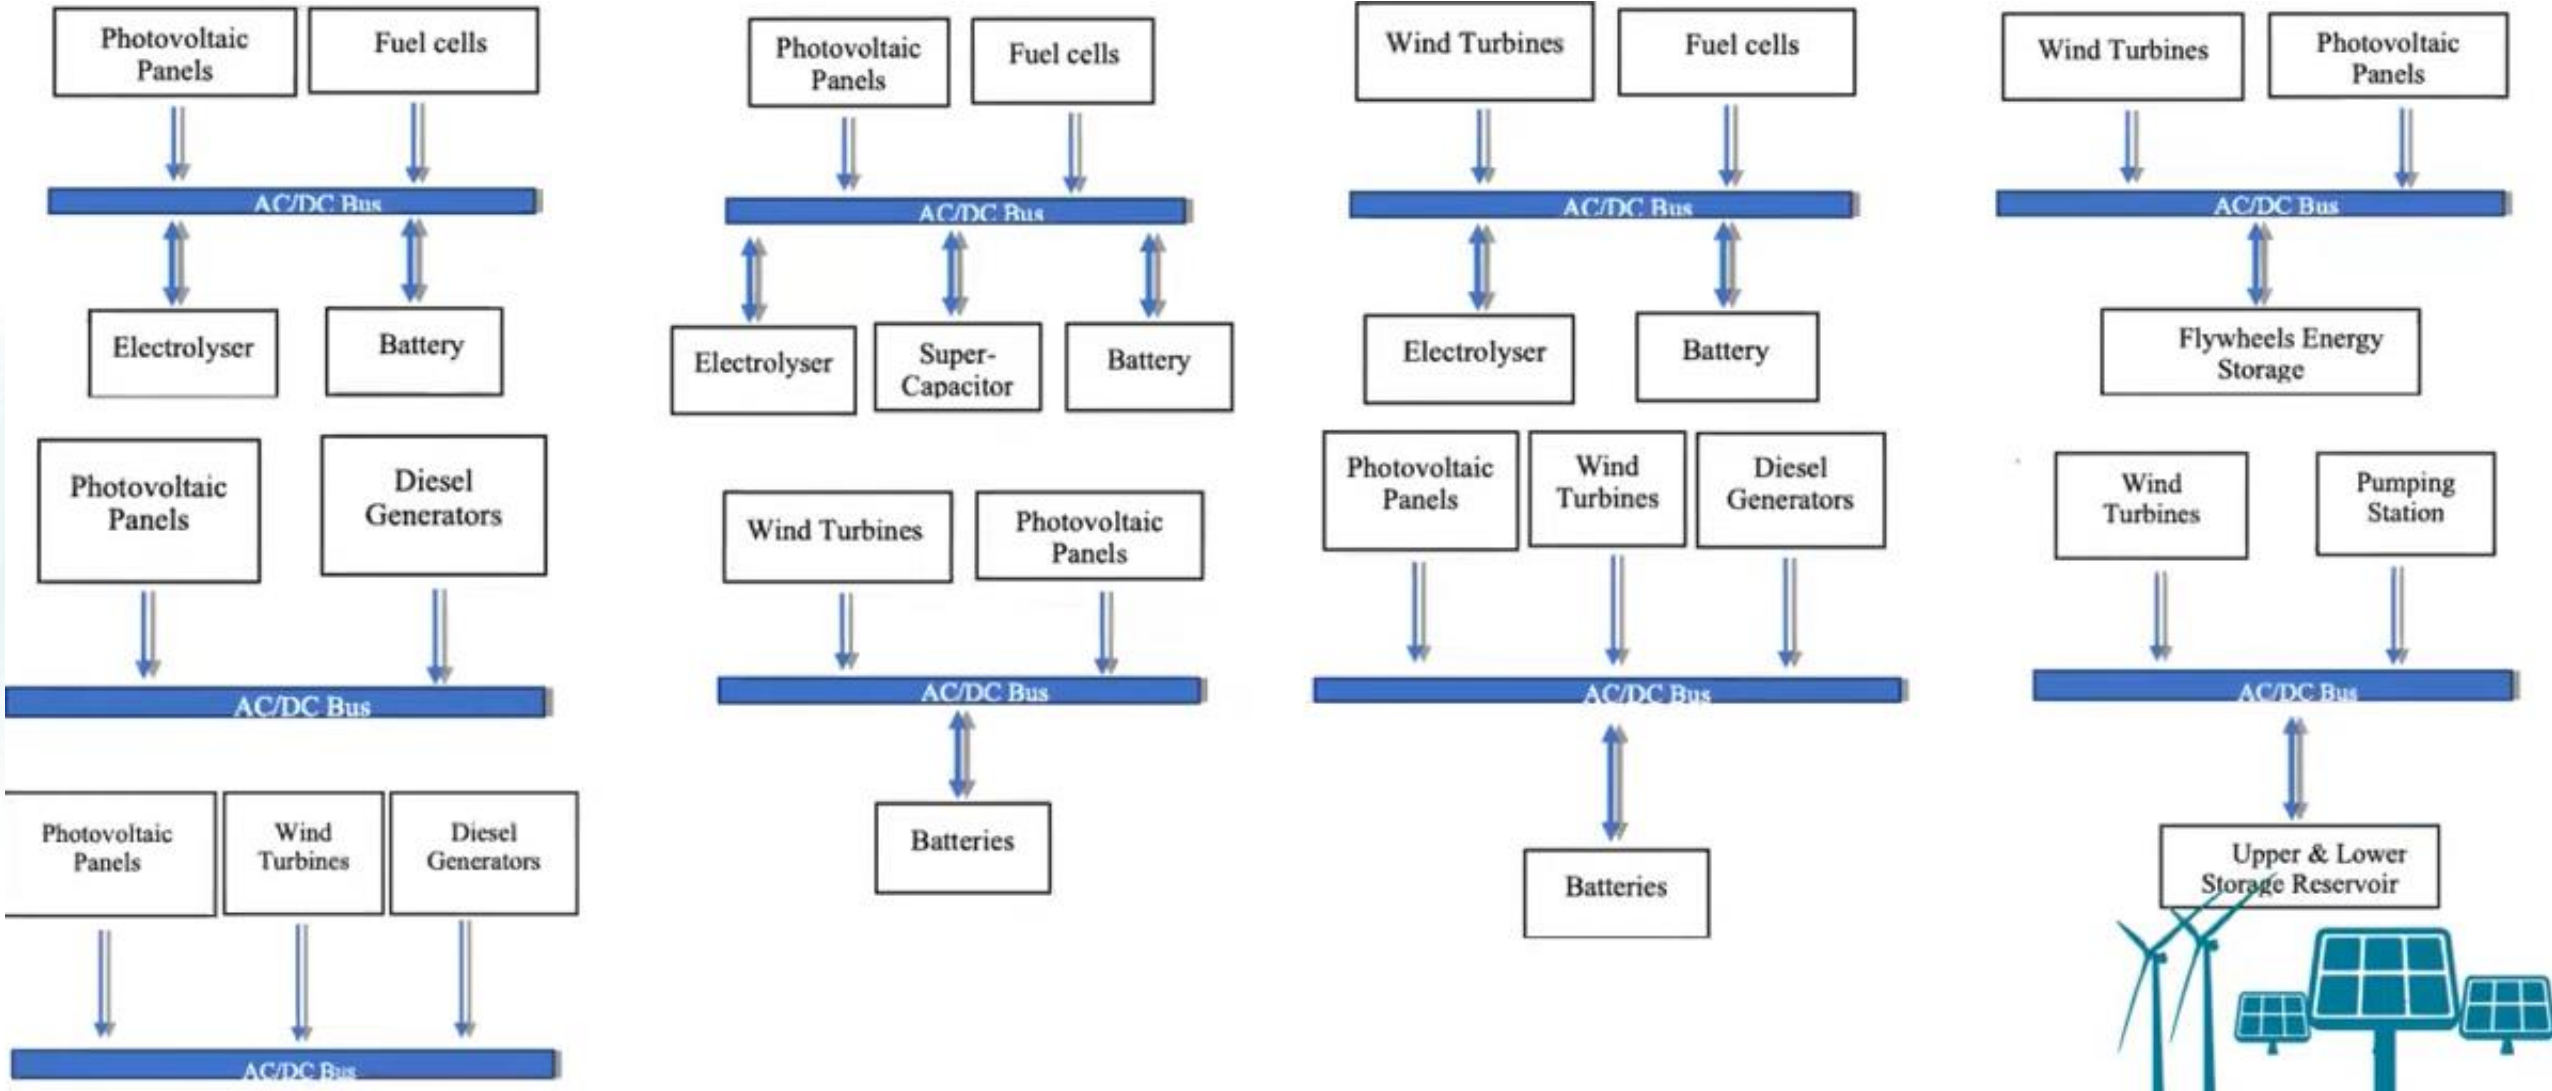 Photovoltaic
Panels
Fuel cells
AC/DC Bus
Electrolyser
Battery
Photovoltaic
Panels
Fuel cells
AC/DC Bus
Electrolyser
Super-
Capacitor
Battery
Wind Turbines
Fuel cells
AC/DC Bus
Electrolyser
Battery
Wind Turbines
Photovoltaic
Panels
AC/DC Bus
Flywheels Energy
Storage
Photovoltaic
Panels
Diesel
Generators
AC/DC Bus
Wind Turbines
Photovoltaic
Panels
AC/DC Bus
Batteries
Photovoltaic
Panels
Wind
Turbines
Diesel
Generators
AC/DC Bus
Batteries
Wind
Turbines
Pumping
Station
AC/DC Bus
Upper & Lower
Storage Reservoir
Photovoltaic
Panels
Wind
Turbines
Diesel
Generators
AC/DC Bus